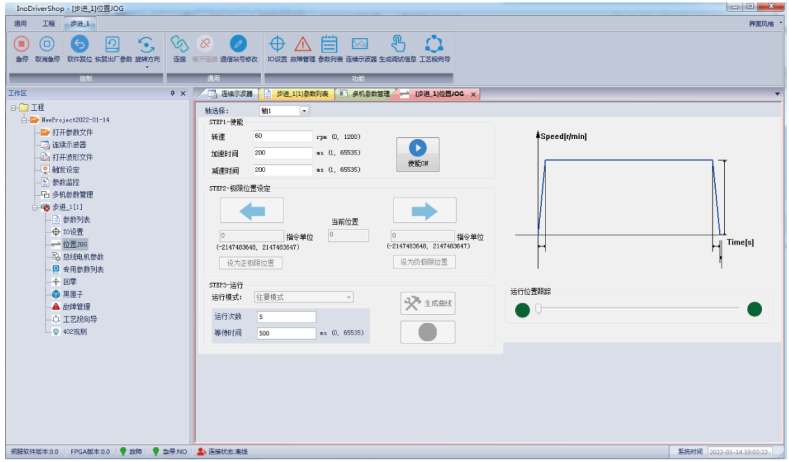 InoDriverShop - [步进_1]位置JOG
通用 工程 步进_1 界面风格
急停 取消急停 软件复位 恢复出厂参数 旋转方向 连接 断开连接 通信站号修改 IO设置 故障管理 参数列表 连续示波器 生成调试信息 工艺段向导
控制 通用 功能
工作区 连续示波器 步进_1[1]参数列表 多机参数管理 [步进_1]位置JOG
工程
NewProject2022-01-14
打开参数文件
连续示波器
打开波形文件
触发设定
参数监控
多机参数管理
步进_1[1]
参数列表
IO设置
位置JOG
总线电机参数
专用参数列表
回零
黑匣子
故障管理
工艺段向导
402规则
轴选择: 轴1
STEP1-使能
转速 60 rpm (0, 1200)
加速时间 200 ms (1, 65535)
减速时间 200 ms (1, 65535)
使能ON
STEP2-极限位置设定
当前位置
0 指令单位 0 0 指令单位
(-2147483648, 2147483647) (-2147483648, 2147483647)
设为正极限位置 设为负极限位置
STEP3-运行
运行模式: 往复模式
生成曲线
运行次数 5
等待时间 500 ms (0, 65535)
Speed[r/min]
Time[s]
运行位置跟踪
伺服软件版本:0.0 FPGA版本:0.0 故障 急停:NO 连接状态:离线 系统时间 2022-01-14 19:03:22